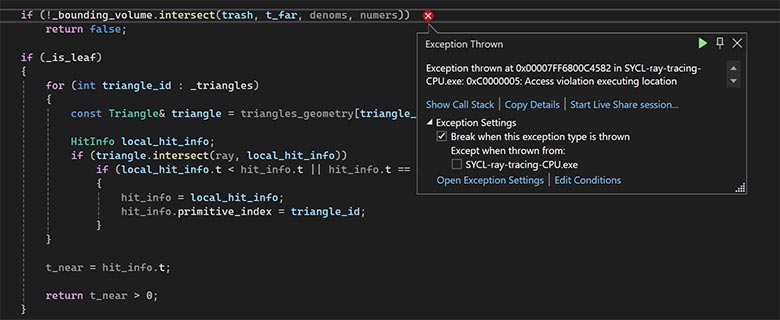 if (!_bounding_volume.intersect(trash, t_far, denoms, numers))
return false;
if (_is_leaf)
{
for (int triangle_id : _triangles)
{
const Triangle& triangle = triangles_geometry[triangle_
HitInfo local_hit_info;
if (triangle.intersect(ray, local_hit_info))
if (local_hit_info.t < hit_info.t || hit_info.t ==
{
hit_info = local_hit_info;
hit_info.primitive_index = triangle_id;
}
}
t_near = hit_info.t;
return t_near > 0;
}
Exception Thrown
Exception thrown at 0x00007FF6800C4582 in SYCL-ray-tracing-
CPU.exe: 0xC0000005: Access violation executing location
Show Call Stack | Copy Details | Start Live Share session...
Exception Settings
Break when this exception type is thrown
Except when thrown from:
SYCL-ray-tracing-CPU.exe
Open Exception Settings | Edit Conditions